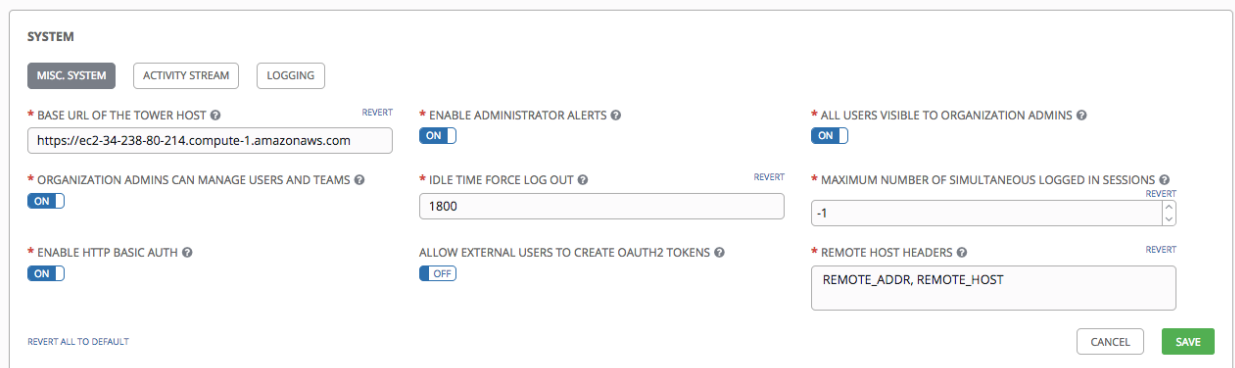 SYSTEM
MISC. SYSTEM
ACTIVITY STREAM
LOGGING
* BASE URL OF THE TOWER HOST ? REVERT
https://ec2-34-238-80-214.compute-1.amazonaws.com
* ENABLE ADMINISTRATOR ALERTS ?
ON
* ALL USERS VISIBLE TO ORGANIZATION ADMINS ?
ON
* ORGANIZATION ADMINS CAN MANAGE USERS AND TEAMS ?
ON
* IDLE TIME FORCE LOG OUT ? REVERT
1800
* MAXIMUM NUMBER OF SIMULTANEOUS LOGGED IN SESSIONS ?
REVERT
-1
* ENABLE HTTP BASIC AUTH ?
ON
ALLOW EXTERNAL USERS TO CREATE OAUTH2 TOKENS ?
OFF
* REMOTE HOST HEADERS ? REVERT
REMOTE_ADDR, REMOTE_HOST
REVERT ALL TO DEFAULT
CANCEL
SAVE